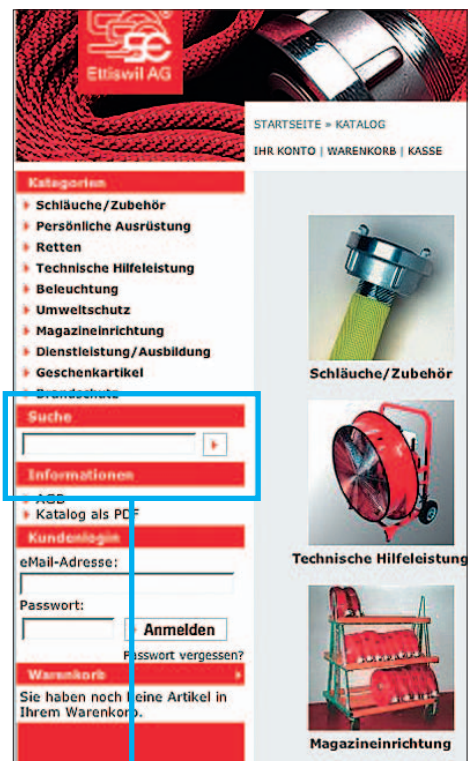 Ettiswil AG
STARTSEITE » KATALOG
IHR KONTO | WARENKORB | KASSE
Kategorien
Schläuche/Zubehör
Persönliche Ausrüstung
Retten
Technische Hilfeleistung
Beleuchtung
Umweltschutz
Magazineinrichtung
Dienstleistung/Ausbildung
Geschenkartikel
Brandschutz
Suche
Informationen
AGB
Katalog als PDF
Kundenlogin
eMail-Adresse:
Passwort:
Anmelden
Passwort vergessen?
Warenkorb
Sie haben noch keine Artikel in
Ihrem Warenkorb.
Schläuche/Zubehör
Technische Hilfeleistung
Magazineinrichtung